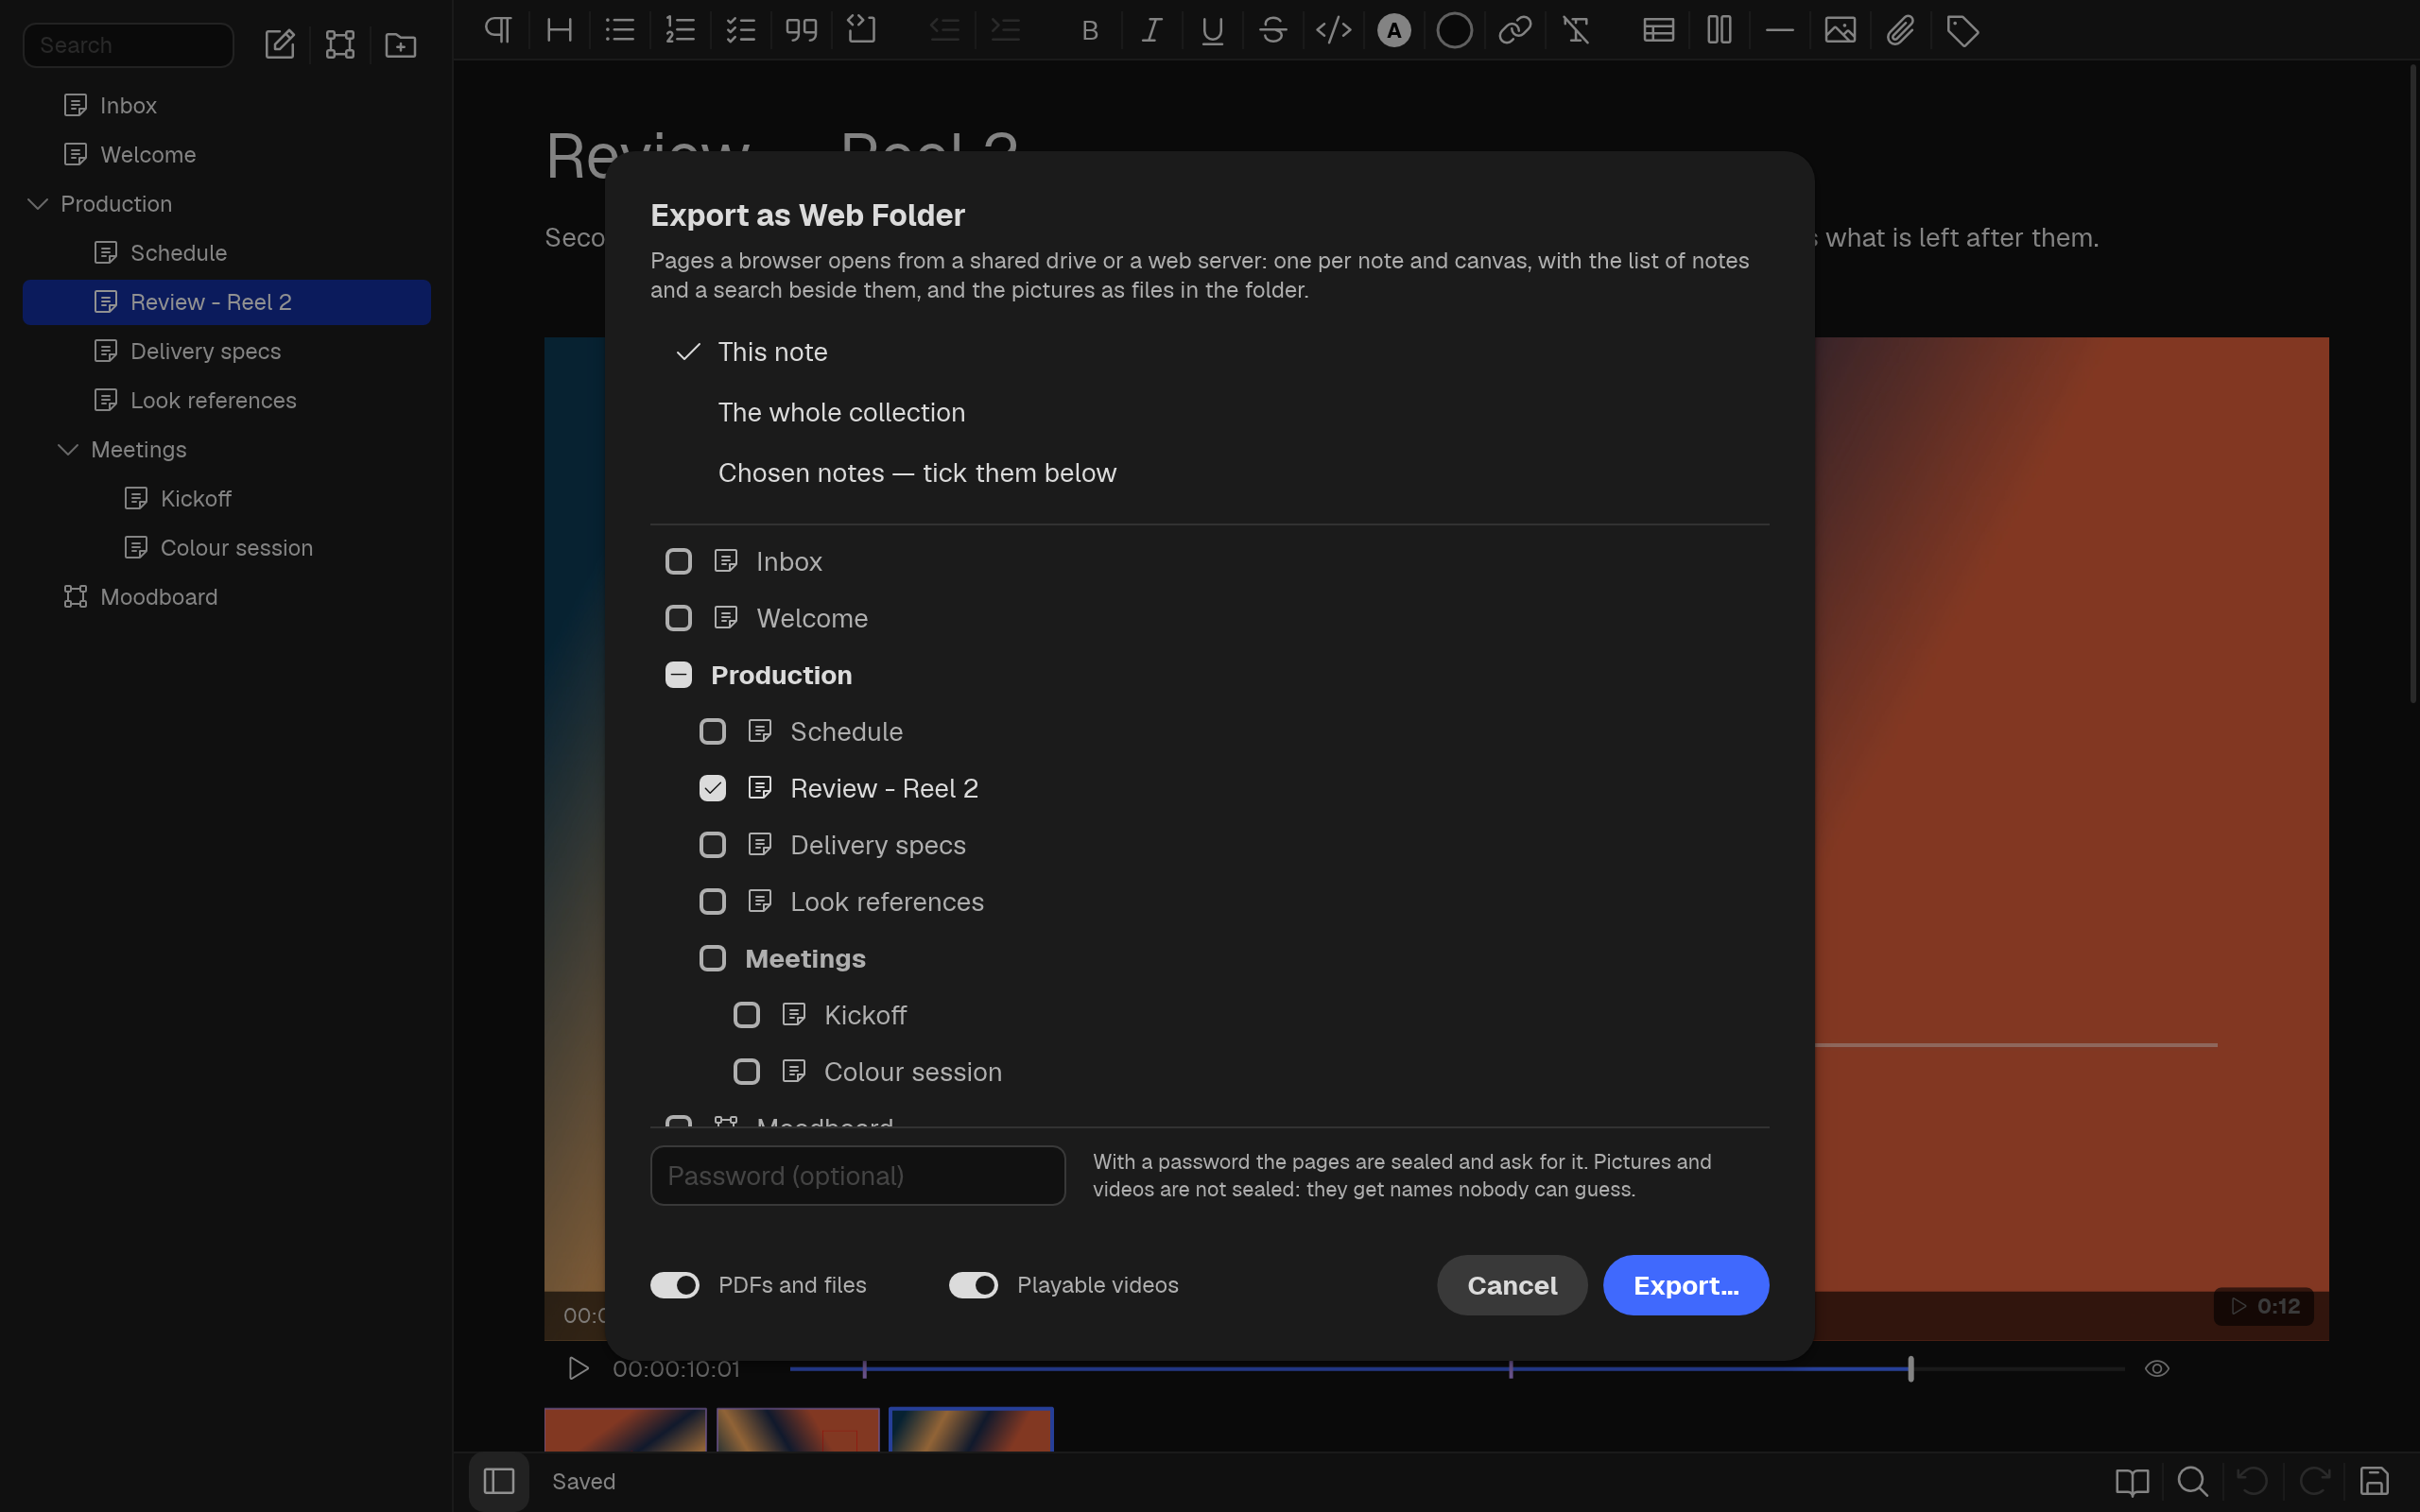 Search
Inbox
Welcome
Production
Schedule
Review - Reel 2
Delivery specs
Look references
Meetings
Kickoff
Colour session
Moodboard
B
A
Export as Web Folder
Pages a browser opens from a shared drive or a web server: one per note and canvas, with the list of notes
and a search beside them, and the pictures as files in the folder.
what is left after them.
This note
The whole collection
Chosen notes — tick them below
Inbox
Welcome
Production
Schedule
Review - Reel 2
Delivery specs
Look references
Meetings
Kickoff
Colour session
Moodboard
Password (optional)
With a password the pages are sealed and ask for it. Pictures and
videos are not sealed: they get names nobody can guess.
PDFs and files
Playable videos
Cancel
Export...
0:12
00:00:10:01
Saved